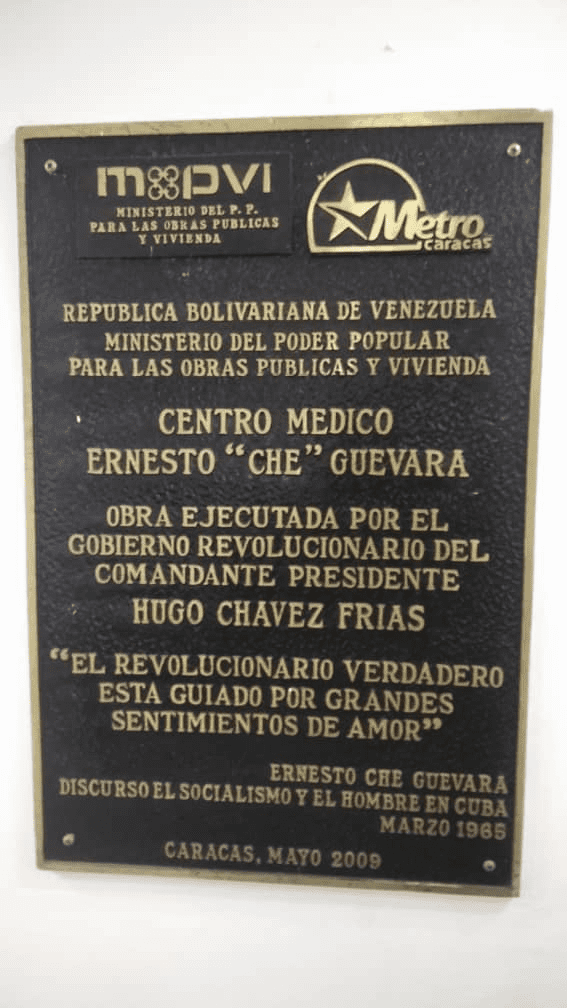 mopvi
MINISTERIO DEL P. P.
PARA LAS OBRAS PUBLICAS
Y VIVIENDA
Metro
caracas
REPUBLICA BOLIVARIANA DE VENEZUELA
MINISTERIO DEL PODER POPULAR
PARA LAS OBRAS PUBLICAS Y VIVIENDA
CENTRO MEDICO
ERNESTO “CHE” GUEVARA
OBRA EJECUTADA POR EL
GOBIERNO REVOLUCIONARIO DEL
COMANDANTE PRESIDENTE
HUGO CHAVEZ FRIAS
“EL REVOLUCIONARIO VERDADERO
ESTA GUIADO POR GRANDES
SENTIMIENTOS DE AMOR”
ERNESTO CHE GUEVARA
DISCURSO EL SOCIALISMO Y EL HOMBRE EN CUBA
MARZO 1965
CARACAS, MAYO 2009